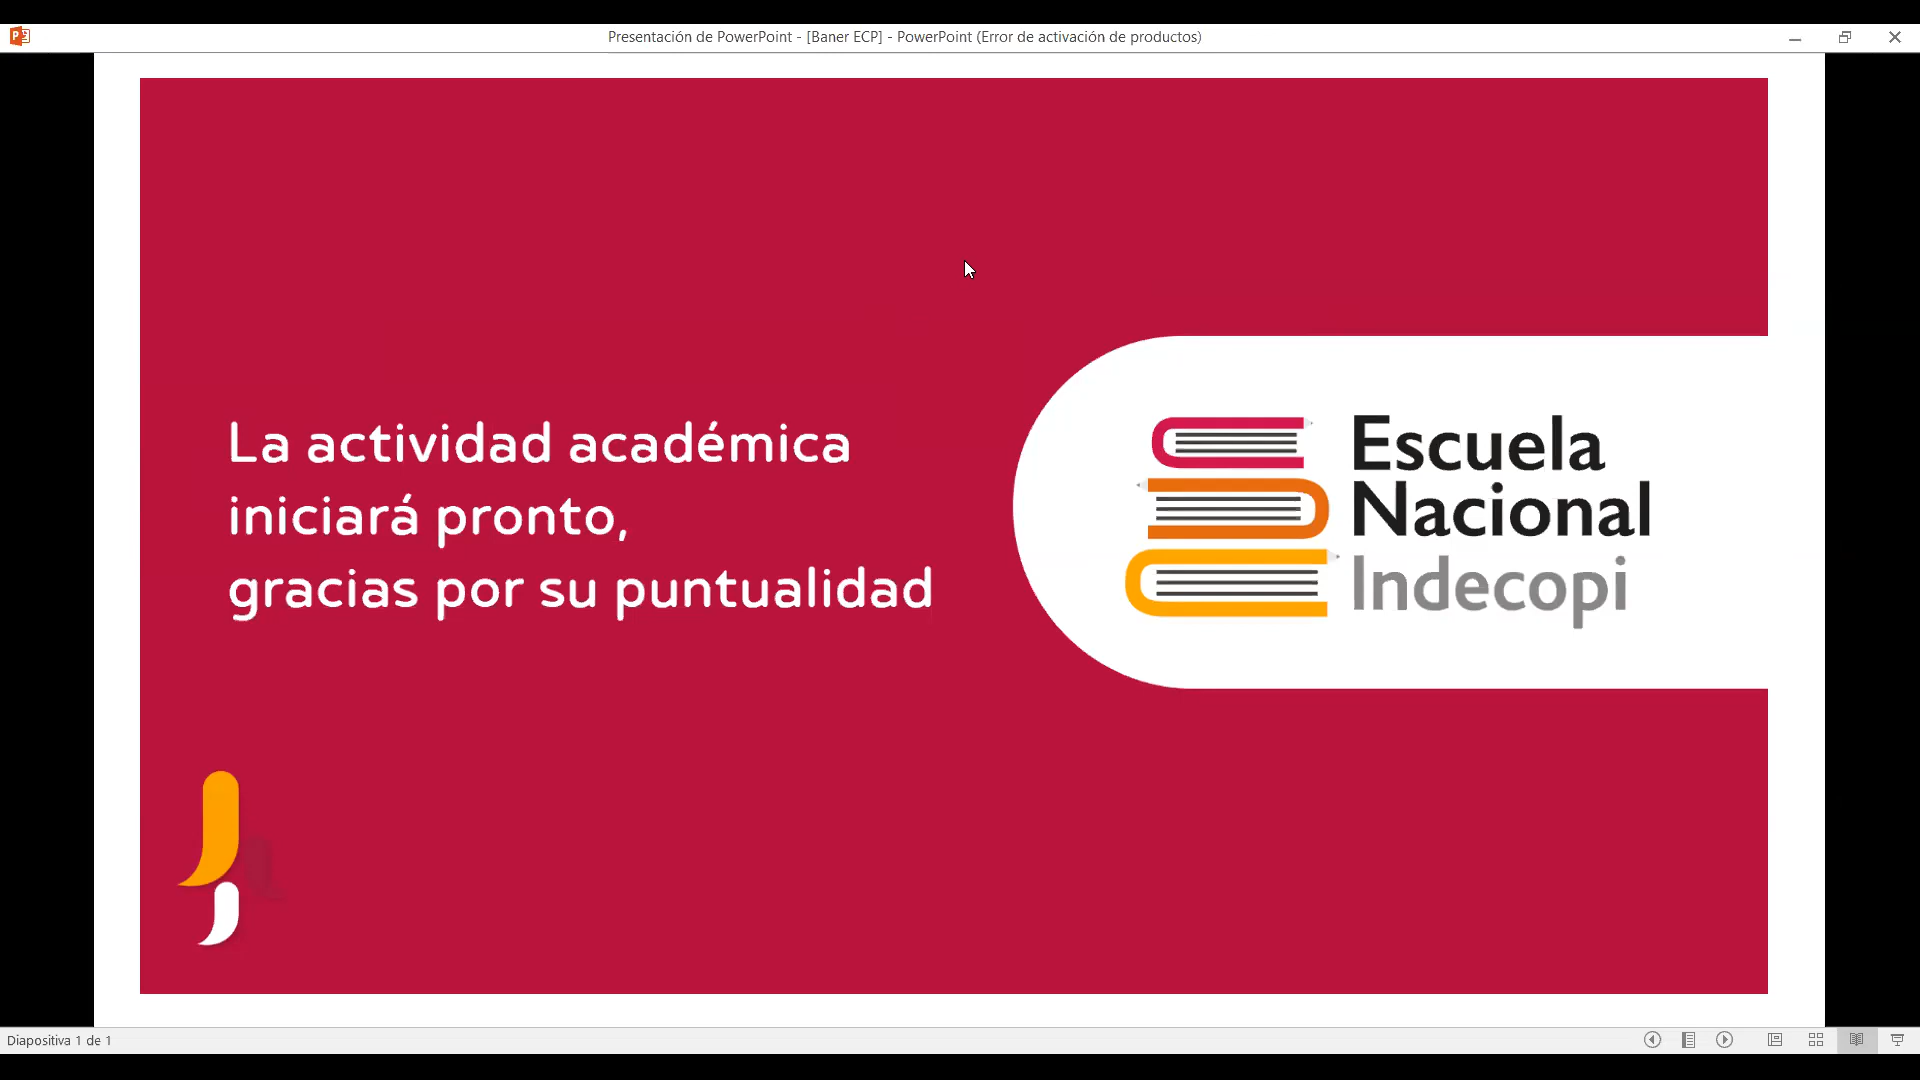 Presentación de PowerPoint - [Baner ECP] - PowerPoint (Error de activación de productos)
La actividad académica
iniciará pronto,
gracias por su puntualidad
Escuela
Nacional
Indecopi
Diapositiva 1 de 1